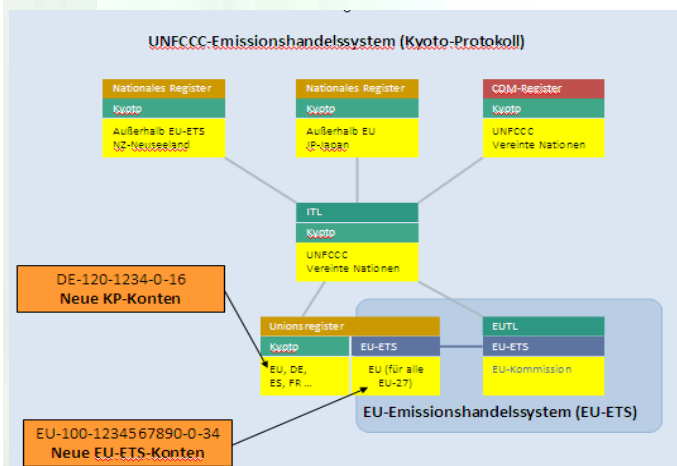 UNFCCC-Emissionshandelssystem (Kyoto-Protokoll)
Nationales Register
Kyoto
Außerhalb EU-ETS
NZ-Neuseeland
Nationales Register
Kyoto
Außerhalb EU
JP-Japan
CDM-Register
Kyoto
UNFCCC
Vereinte Nationen
ITL
Kyoto
UNFCCC
Vereinte Nationen
DE-120-1234-0-16
Neue KP-Konten
Unionsregister
Kyoto
EU-ETS
EU, DE,
ES, FR ...
EU (für alle
EU-27)
EUTL
EU-ETS
EU-Kommission
EU-Emissionshandelssystem (EU-ETS)
EU-100-1234567890-0-34
Neue EU-ETS-Konten